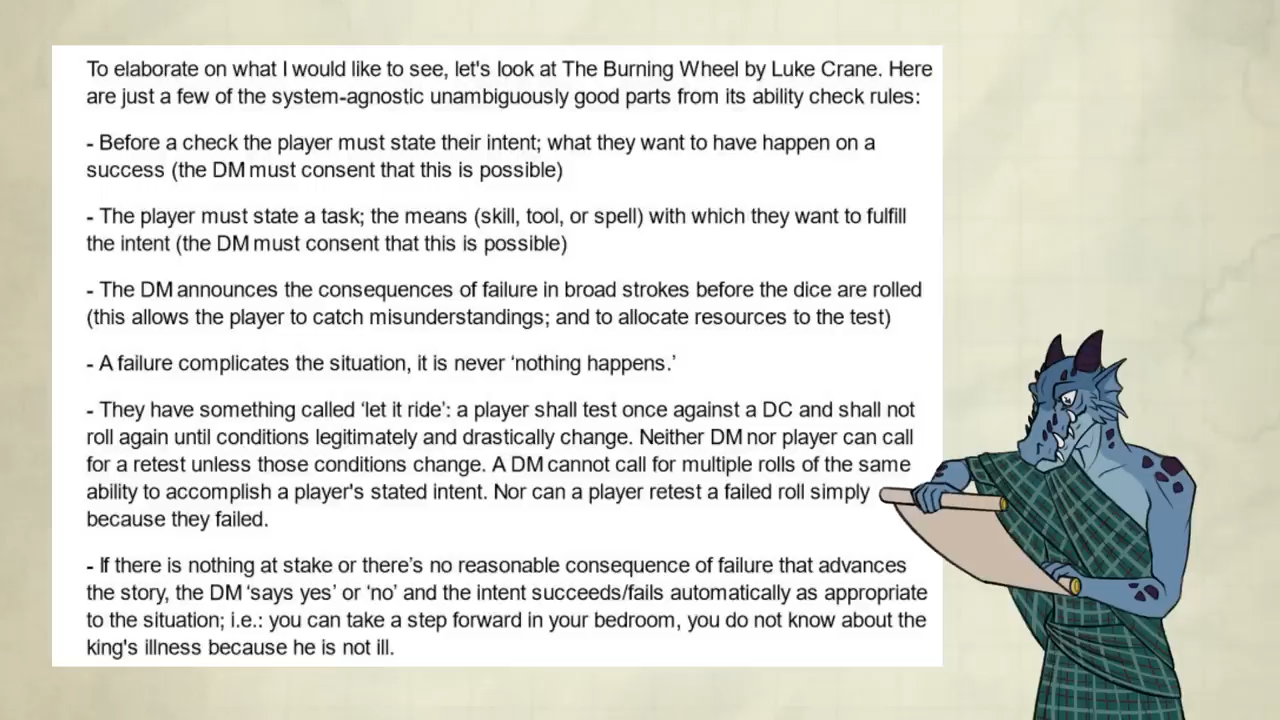 To elaborate on what I would like to see, let's look at The Burning Wheel by Luke Crane. Here
are just a few of the system-agnostic unambiguously good parts from its ability check rules:
- Before a check the player must state their intent; what they want to have happen on a
success (the DM must consent that this is possible)
- The player must state a task; the means (skill, tool, or spell) with which they want to fulfill
the intent (the DM must consent that this is possible)
- The DM announces the consequences of failure in broad strokes before the dice are rolled
(this allows the player to catch misunderstandings; and to allocate resources to the test)
- A failure complicates the situation, it is never ‘nothing happens.’
- They have something called ‘let it ride’: a player shall test once against a DC and shall not
roll again until conditions legitimately and drastically change. Neither DM nor player can call
for a retest unless those conditions change. A DM cannot call for multiple rolls of the same
ability to accomplish a player's stated intent. Nor can a player retest a failed roll simply
because they failed.
- If there is nothing at stake or there’s no reasonable consequence of failure that advances
the story, the DM ‘says yes’ or ‘no’ and the intent succeeds/fails automatically as appropriate
to the situation; i.e.: you can take a step forward in your bedroom, you do not know about the
king's illness because he is not ill.